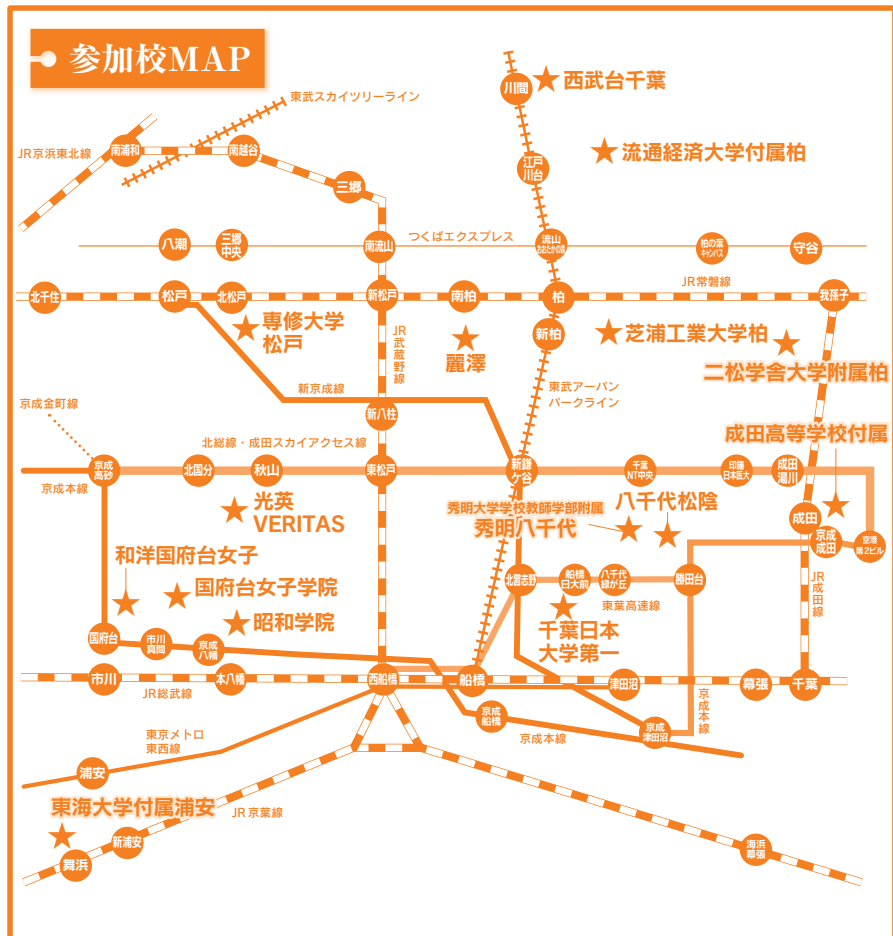 参加校MAP
東武スカイツリーライン
JR京浜東北線
南浦和
南越谷
三郷
川間
西武台千葉
江戸
川台
流通経済大学付属柏
つくばエクスプレス
八潮
三郷
中央
南流山
流山
おおたかの森
柏の葉
キャンパス
守谷
JR常磐線
北千住
松戸
北松戸
新松戸
南柏
柏
我孫子
専修大学
松戸
JR武蔵野線
麗澤
新柏
芝浦工業大学柏
二松学舎大学附属柏
新京成線
東武アーバン
パークライン
京成金町線
新八柱
成田高等学校付属
北総線・成田スカイアクセス線
京成
高砂
北国分
秋山
東松戸
新鎌
ケ谷
千葉
NT中央
印旛
日本医大
成田
湯川
京成本線
光英
VERITAS
秀明大学学校教師学部附属
秀明八千代
八千代松陰
成田
京成
成田
空港
第2ビル
和洋国府台女子
国府台女子学院
昭和学院
北習志野
船橋
日大前
八千代
緑が丘
勝田台
東葉高速線
JR成田線
千葉日本
大学第一
国府台
市川
真間
京成
八幡
市川
本八幡
西船橋
船橋
津田沼
幕張
千葉
JR総武線
京成本線
東京メトロ
東西線
京成
船橋
京成本線
京成
津田沼
浦安
東海大学付属浦安
JR京葉線
新浦安
舞浜
海浜
幕張